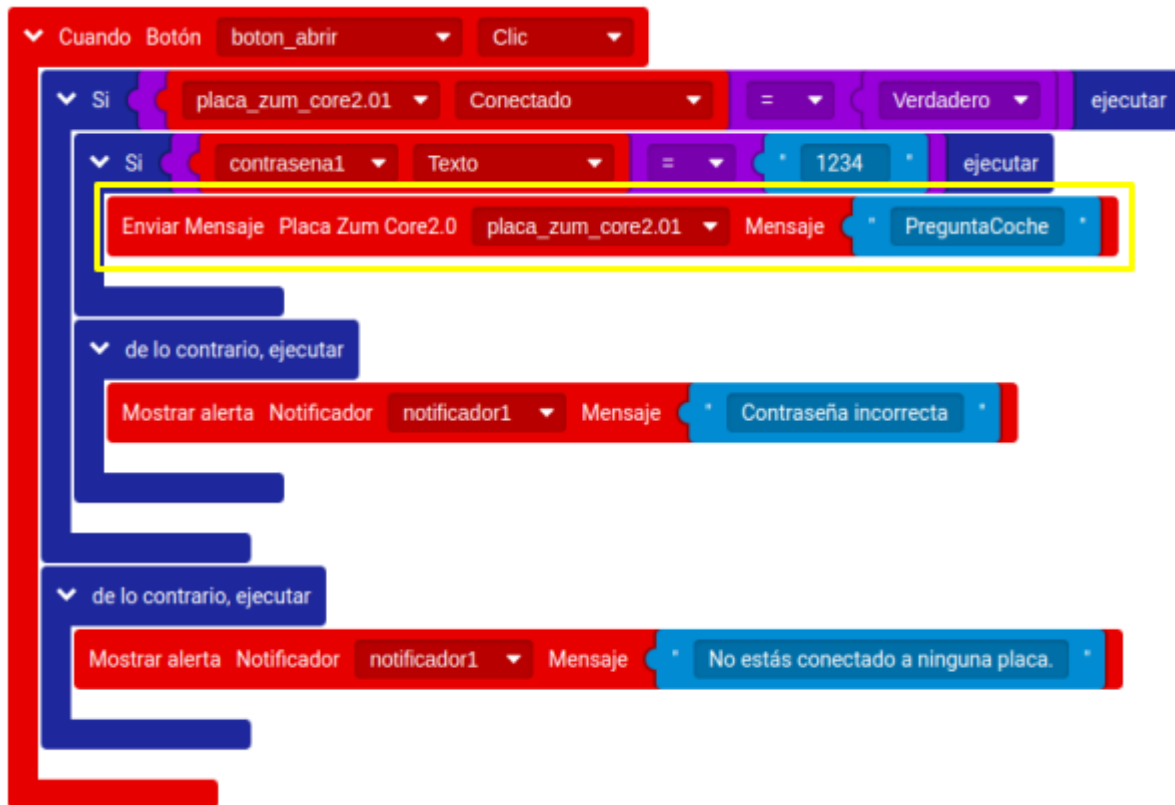 Cuando Botón boton_abrir Clic
Si placa_zum_core2.01 Conectado = Verdadero ejecutar
Si contrasena1 Texto = " 1234 " ejecutar
Enviar Mensaje Placa Zum Core2.0 placa_zum_core2.01 Mensaje " PreguntaCoche "
de lo contrario, ejecutar
Mostrar alerta Notificador notificador1 Mensaje " Contraseña incorrecta "
de lo contrario, ejecutar
Mostrar alerta Notificador notificador1 Mensaje " No estás conectado a ninguna placa. "